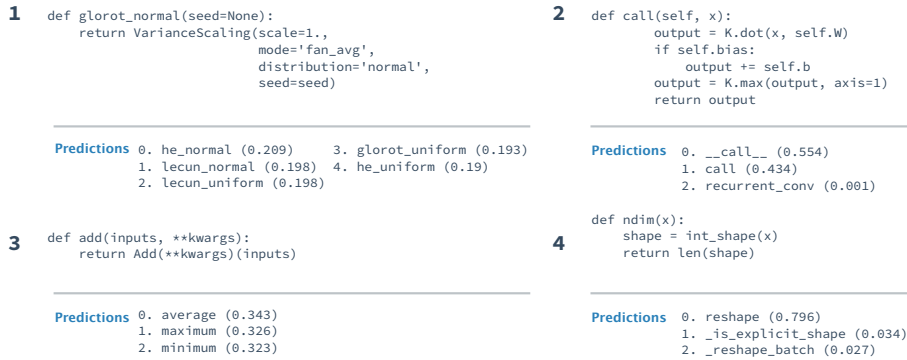 1
def glorot_normal(seed=None):
    return VarianceScaling(scale=1.,
                           mode='fan_avg',
                           distribution='normal',
                           seed=seed)
Predictions 0. he_normal (0.209) 3. glorot_uniform (0.193)
1. lecun_normal (0.198) 4. he_uniform (0.19)
2. lecun_uniform (0.198)
2
def call(self, x):
        output = K.dot(x, self.W)
        if self.bias:
            output += self.b
        output = K.max(output, axis=1)
        return output
Predictions 0. __call__ (0.554)
1. call (0.434)
2. recurrent_conv (0.001)
3
def add(inputs, **kwargs):
    return Add(**kwargs)(inputs)
Predictions 0. average (0.343)
1. maximum (0.326)
2. minimum (0.323)
4
def ndim(x):
    shape = int_shape(x)
    return len(shape)
Predictions 0. reshape (0.796)
1. _is_explicit_shape (0.034)
2. _reshape_batch (0.027)